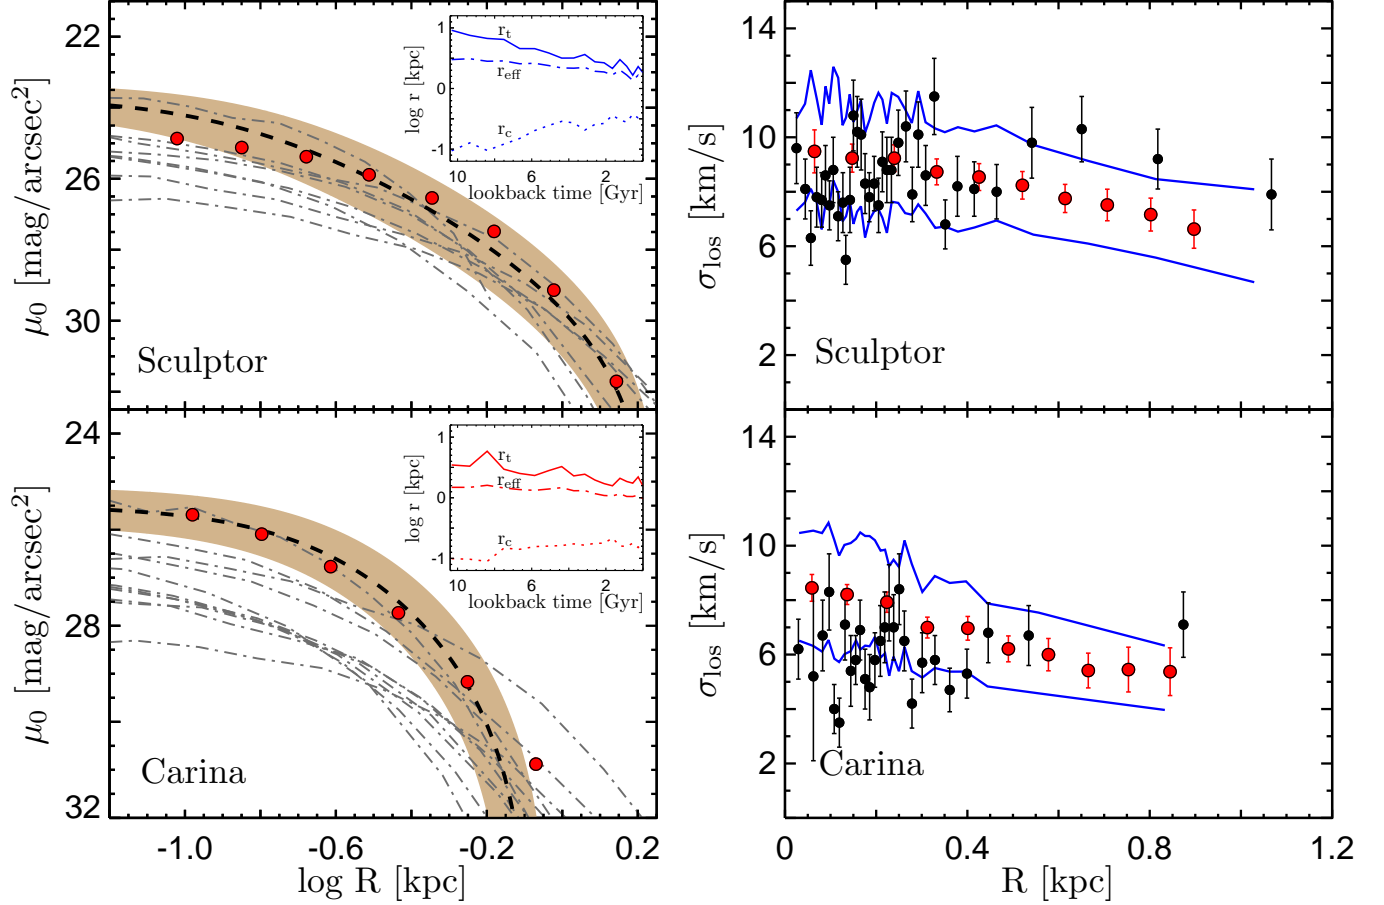 22
26
30
μ0 [mag/arcsec2]
Sculptor
1
0
-1
log r [kpc]
rt
reff
rc
10 6 2
lookback time [Gyr]
14
10
6
2
σlos [km/s]
Sculptor
24
26
28
32
μ0 [mag/arcsec2]
Carina
1
0
-1
log r [kpc]
rt
reff
rc
10 6 2
lookback time [Gyr]
-1.0 -0.6 -0.2 0.2
log R [kpc]
14
10
6
2
σlos [km/s]
Carina
0 0.4 0.8 1.2
R [kpc]